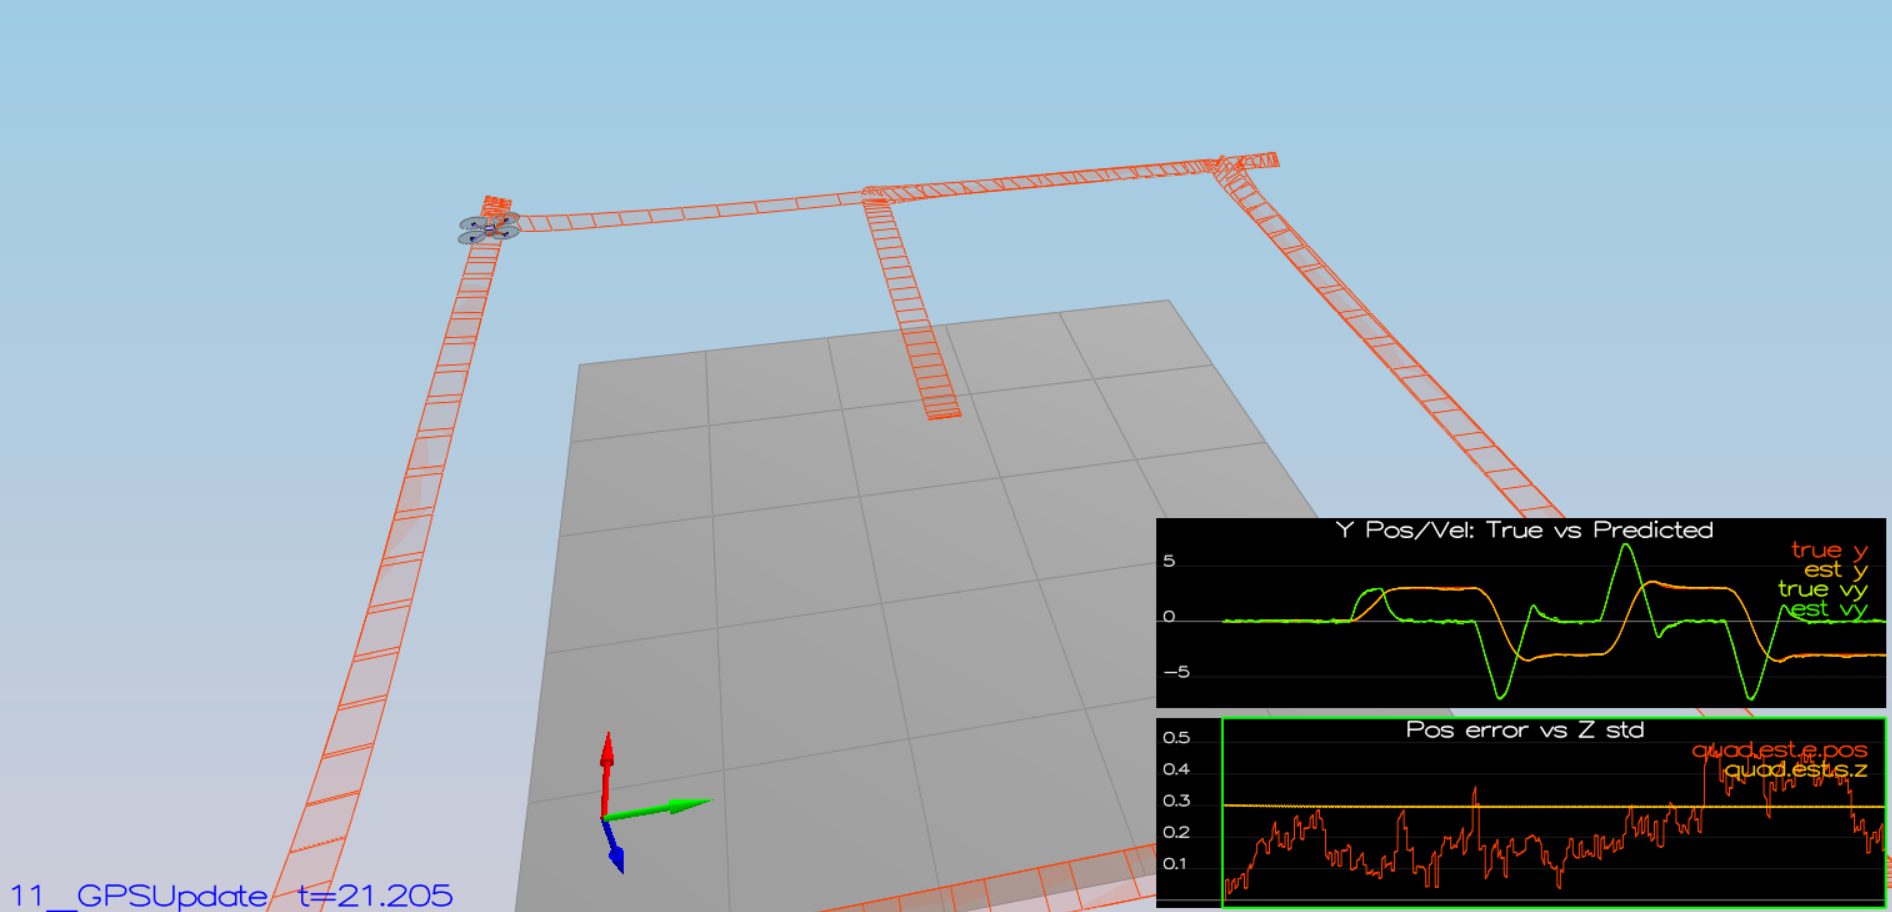 Y Pos/Vel: True vs Predicted
5
0
−5
true y
est y
true vy
est vy
Pos error vs Z std
0.5
0.4
0.3
0.2
0.1
quad.est.e.pos
quad.est.s.z
11__GPSUpdate t=21.205